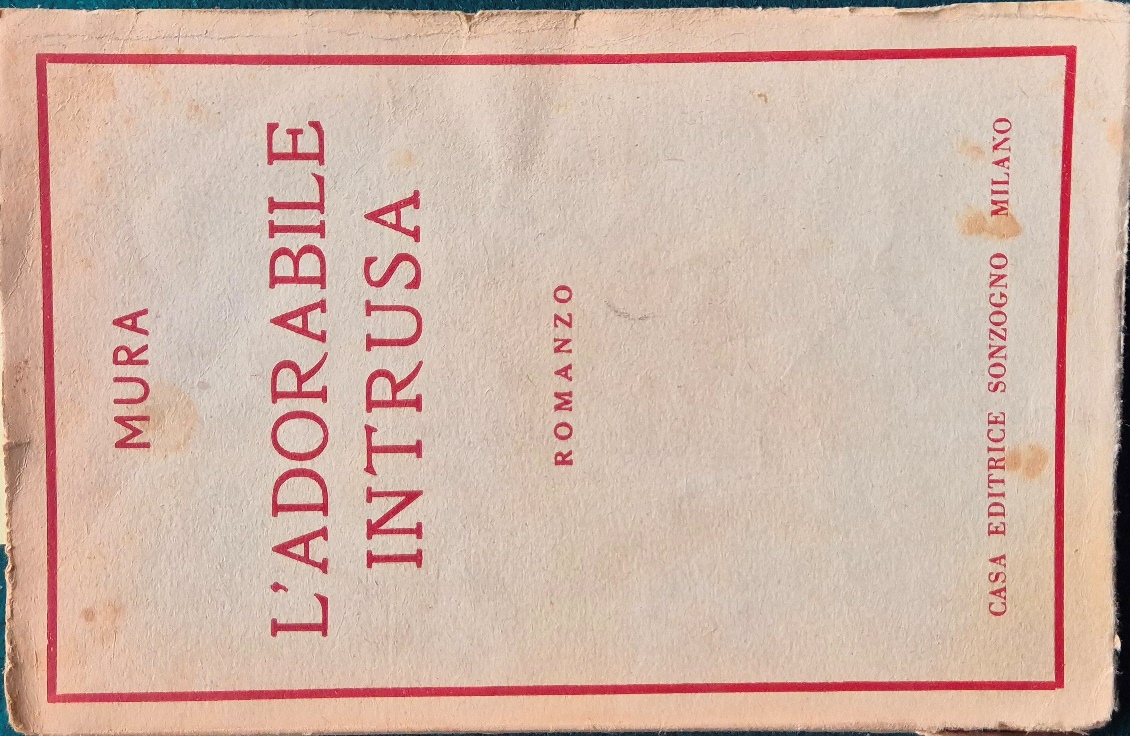 MURA
L'ADORABILE
INTRUSA
ROMANZO
CASA EDITRICE SONZOGNO MILANO